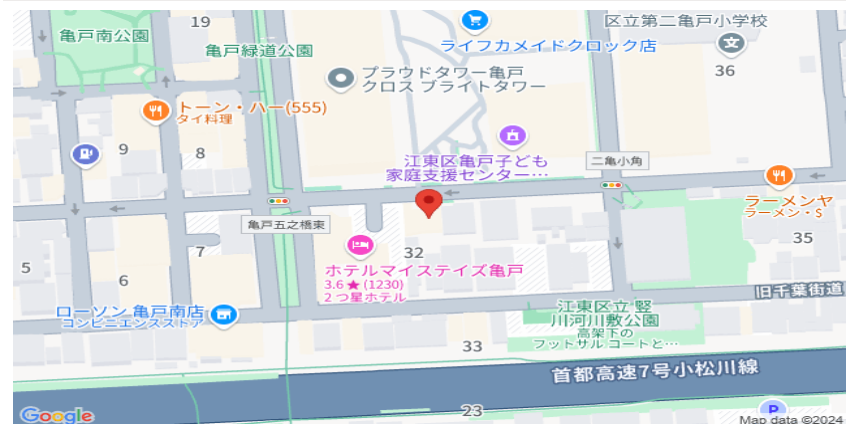 19
区立第二亀戸小学校
亀戸南公園
亀戸緑道公園
ライフカメイドクロック店
36
プラウドタワー亀戸
クロス ブライトタワー
トーン・ハー(555)
タイ料理
9
8
江東区亀戸子ども
家庭支援センター…
二亀小角
ラーメンヤ
ラーメン・S
亀戸五之橋東
35
7
32
5
6
ホテルマイステイズ亀戸
3.6★(1230)
2 つ星ホテル
旧千葉街道
ローソン 亀戸南店
コンビニエンスストア
江東区立 竪
川河川敷公園
高架下の
フットサル コートと…
33
首都高速7号小松川線
23
P
Google
Map data ©2024